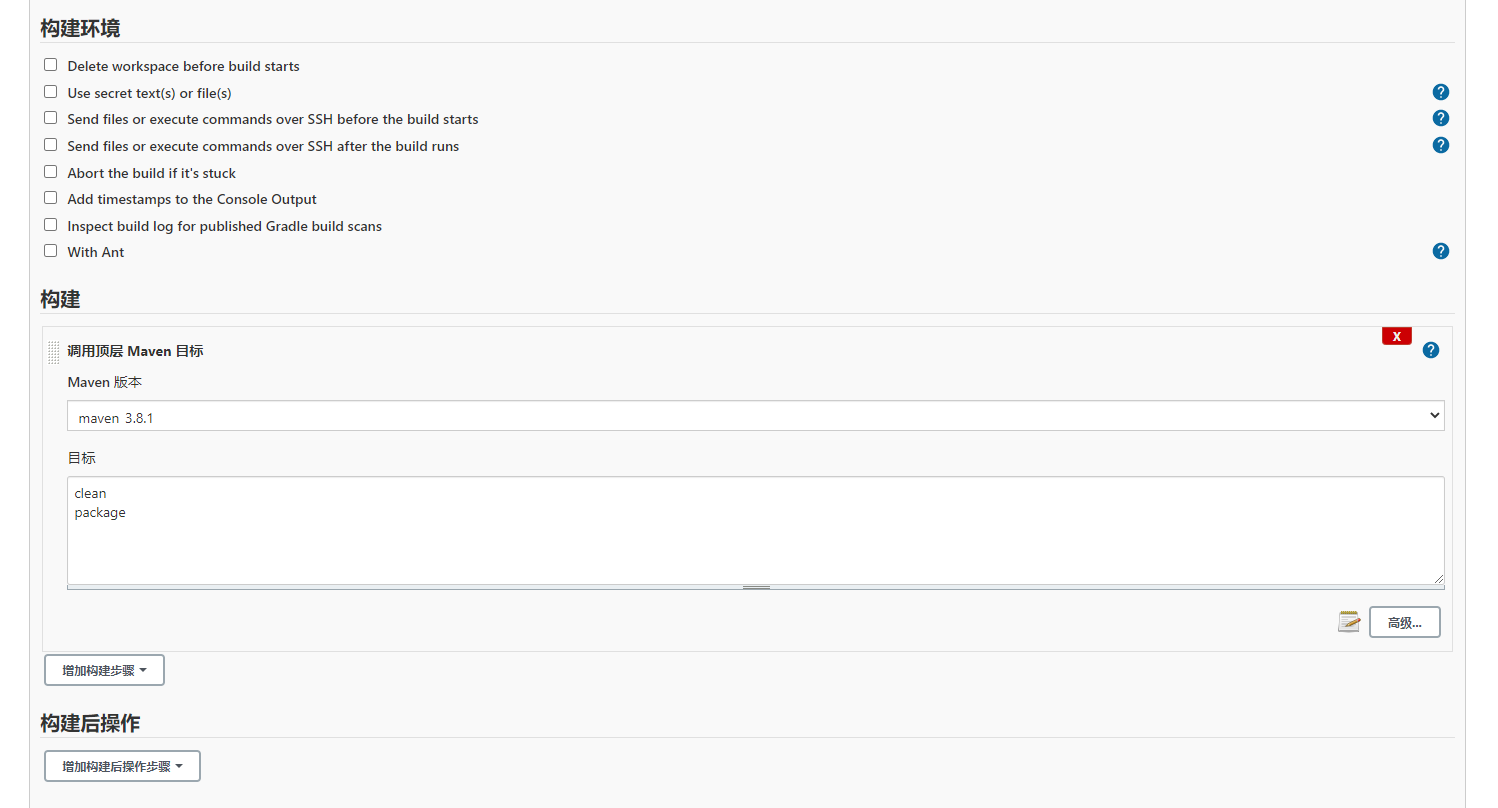 构建环境
Delete workspace before build starts
Use secret text(s) or file(s)
?
Send files or execute commands over SSH before the build starts
?
Send files or execute commands over SSH after the build runs
?
Abort the build if it's stuck
Add timestamps to the Console Output
Inspect build log for published Gradle build scans
With Ant
?
构建
X
调用顶层 Maven 目标
?
Maven 版本
maven 3.8.1
目标
clean
package
高级...
增加构建步骤
构建后操作
增加构建后操作步骤